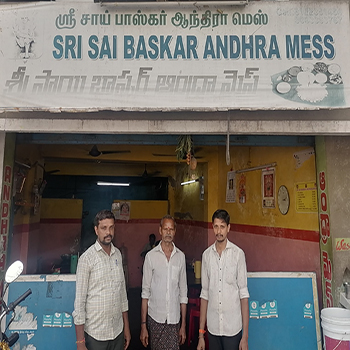 ஸ்ரீ சாய் பாஸ்கர் ஆந்திரா மெஸ்
SRI SAI BASKAR ANDHRA MESS
శ్రీ సాయి బాస్కర్ ఆంధ్రా మెస్